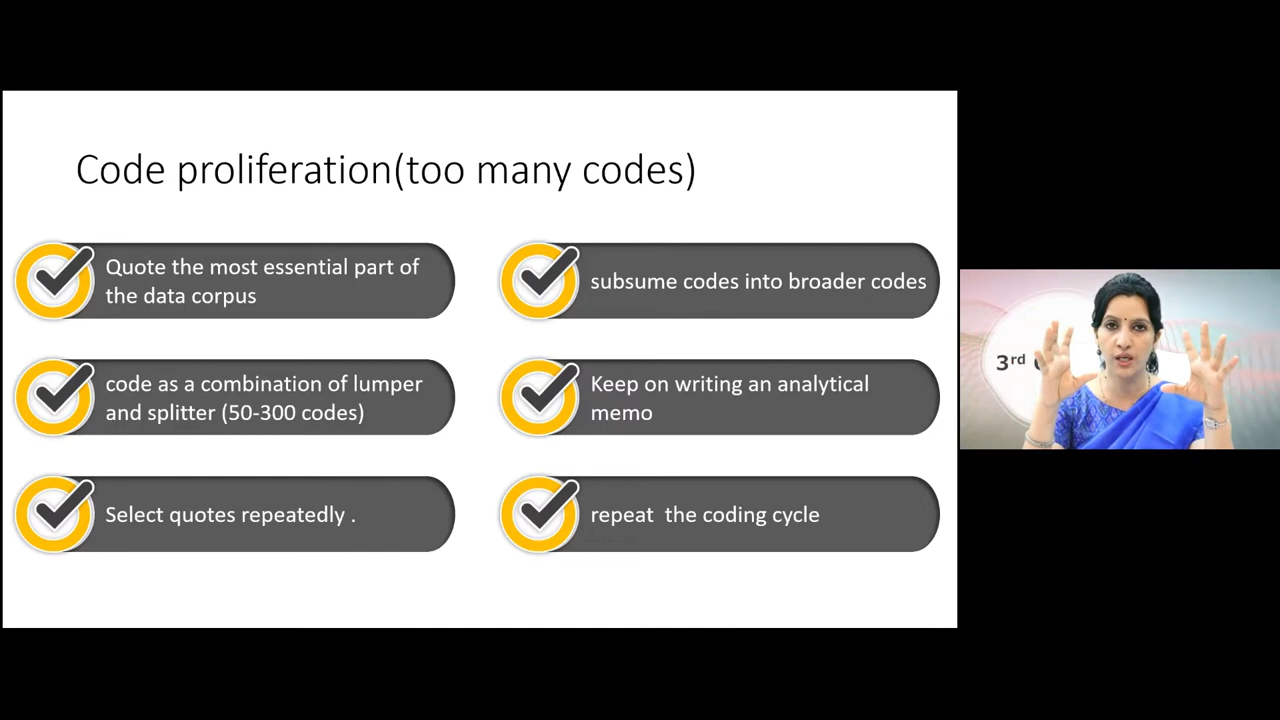 Code proliferation(too many codes)
Quote the most essential part of
the data corpus
code as a combination of lumper
and splitter (50-300 codes)
Select quotes repeatedly .
subsume codes into broader codes
Keep on writing an analytical
memo
repeat  the coding cycle
3rd